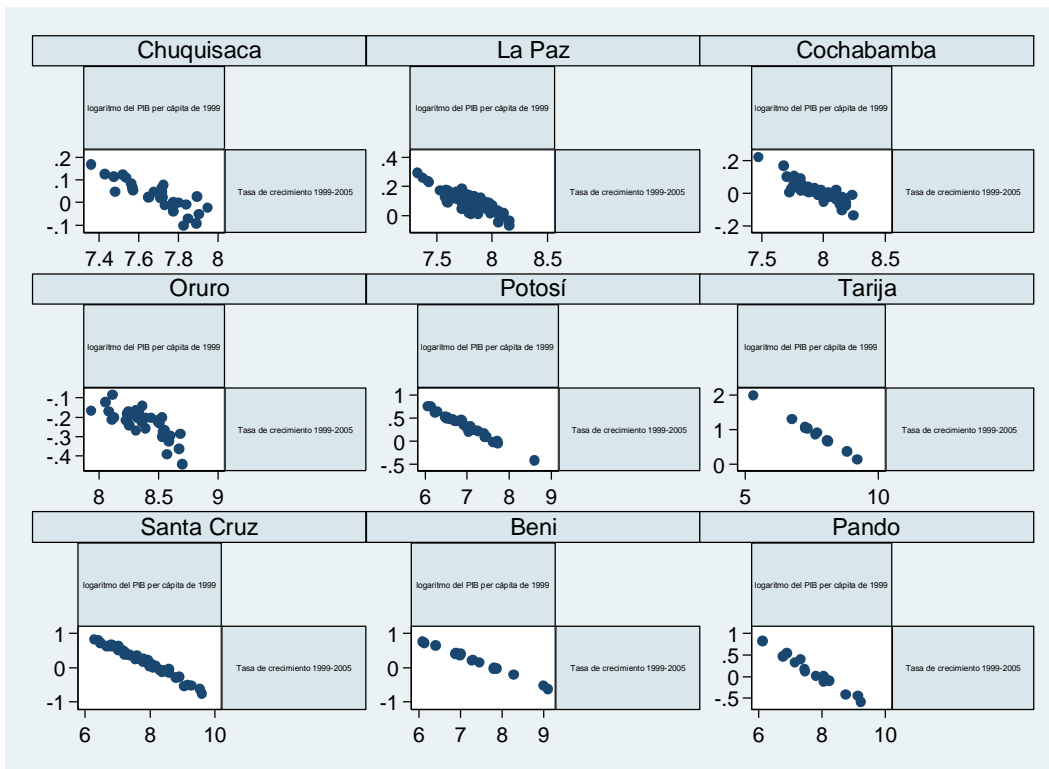 Chuquisaca
La Paz
Cochabamba
logaritmo del PIB per cápita de 1999
logaritmo del PIB per cápita de 1999
logaritmo del PIB per cápita de 1999
.2
.1
0
-.1
Tasa de crecimiento 1999-2005
.4
.2
0
Tasa de crecimiento 1999-2005
.2
0
-.2
Tasa de crecimiento 1999-2005
7.4 7.6 7.8 8
7.5 8 8.5
7.5 8 8.5
Oruro
Potosí
Tarija
logaritmo del PIB per cápita de 1999
logaritmo del PIB per cápita de 1999
logaritmo del PIB per cápita de 1999
-.1
-.2
-.3
-.4
Tasa de crecimiento 1999-2005
1
.5
0
-.5
Tasa de crecimiento 1999-2005
2
1
0
Tasa de crecimiento 1999-2005
8 8.5 9
6 7 8 9
5 10
Santa Cruz
Beni
Pando
logaritmo del PIB per cápita de 1999
logaritmo del PIB per cápita de 1999
logaritmo del PIB per cápita de 1999
1
0
-1
Tasa de crecimiento 1999-2005
1
0
-1
Tasa de crecimiento 1999-2005
1
.5
0
-.5
Tasa de crecimiento 1999-2005
6 8 10
6 7 8 9
6 7 8 9 10